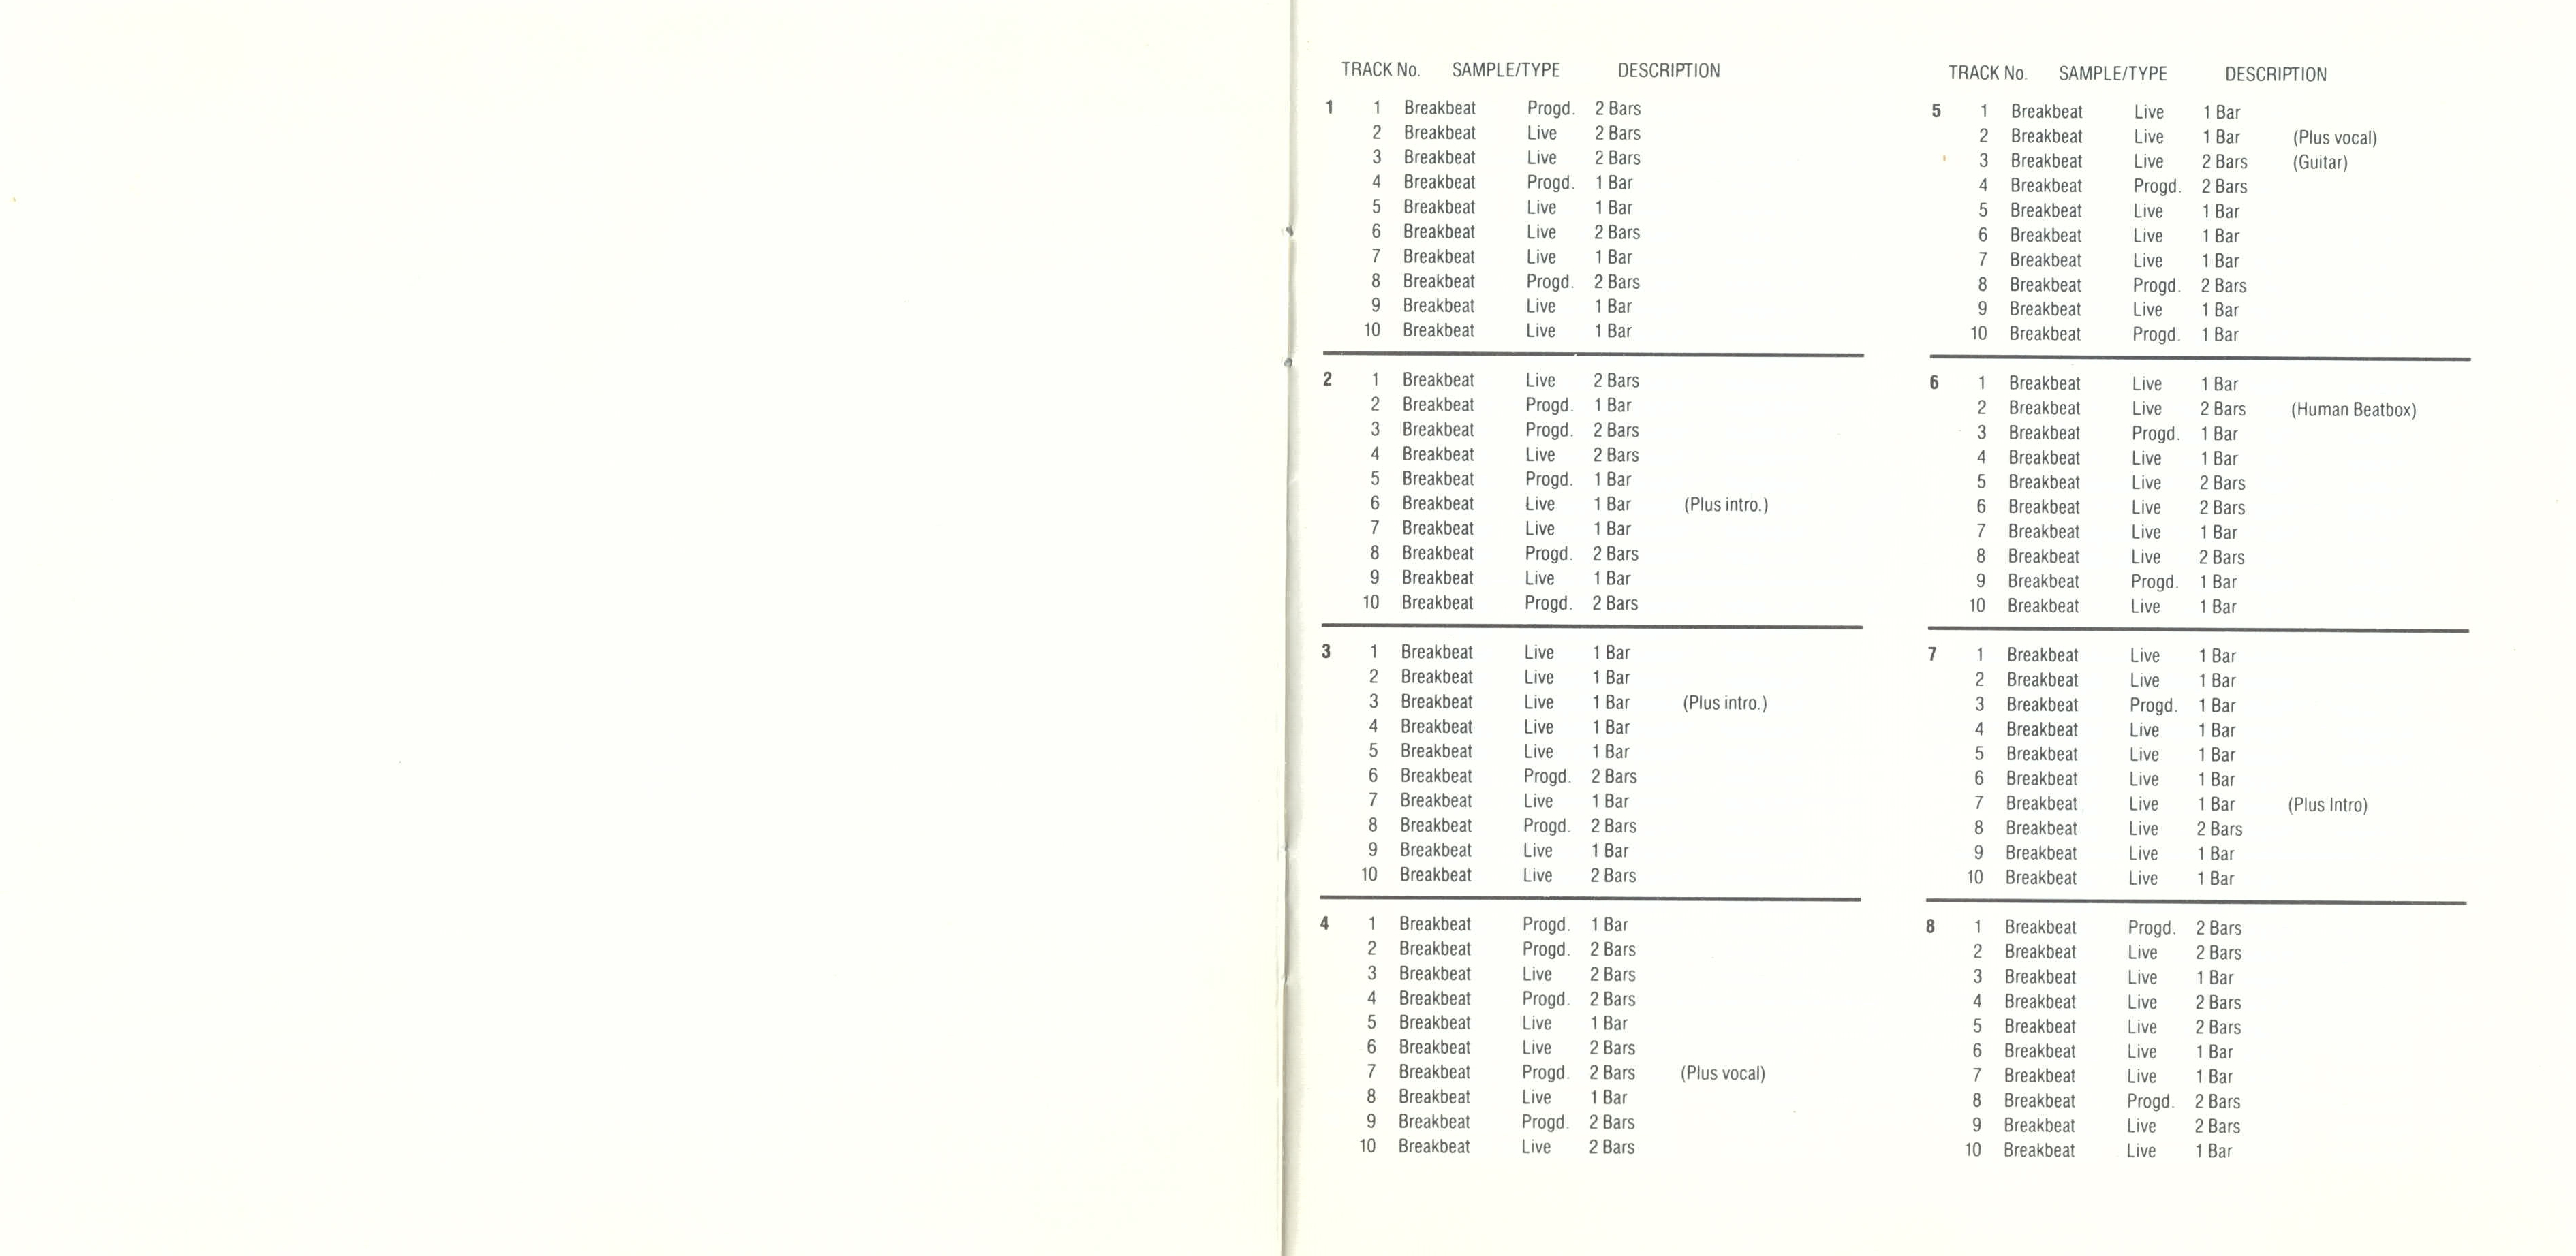 TRACK No. SAMPLE/TYPE DESCRIPTION
1 1 Breakbeat Progd. 2 Bars
2 Breakbeat Live 2 Bars
3 Breakbeat Live 2 Bars
4 Breakbeat Progd. 1 Bar
5 Breakbeat Live 1 Bar
6 Breakbeat Live 2 Bars
7 Breakbeat Live 1 Bar
8 Breakbeat Progd. 2 Bars
9 Breakbeat Live 1 Bar
10 Breakbeat Live 1 Bar
2 1 Breakbeat Live 2 Bars
2 Breakbeat Progd. 1 Bar
3 Breakbeat Progd. 2 Bars
4 Breakbeat Live 2 Bars
5 Breakbeat Progd. 1 Bar
6 Breakbeat Live 1 Bar (Plus intro.)
7 Breakbeat Live 1 Bar
8 Breakbeat Progd. 2 Bars
9 Breakbeat Live 1 Bar
10 Breakbeat Progd. 2 Bars
3 1 Breakbeat Live 1 Bar
2 Breakbeat Live 1 Bar
3 Breakbeat Live 1 Bar (Plus intro.)
4 Breakbeat Live 1 Bar
5 Breakbeat Live 1 Bar
6 Breakbeat Progd. 2 Bars
7 Breakbeat Live 1 Bar
8 Breakbeat Progd. 2 Bars
9 Breakbeat Live 1 Bar
10 Breakbeat Live 2 Bars
4 1 Breakbeat Progd. 1 Bar
2 Breakbeat Progd. 2 Bars
3 Breakbeat Live 2 Bars
4 Breakbeat Progd. 2 Bars
5 Breakbeat Live 1 Bar
6 Breakbeat Live 2 Bars
7 Breakbeat Progd. 2 Bars (Plus vocal)
8 Breakbeat Live 1 Bar
9 Breakbeat Progd. 2 Bars
10 Breakbeat Live 2 Bars
TRACK No. SAMPLE/TYPE DESCRIPTION
5 1 Breakbeat Live 1 Bar
2 Breakbeat Live 1 Bar (Plus vocal)
3 Breakbeat Live 2 Bars (Guitar)
4 Breakbeat Progd. 2 Bars
5 Breakbeat Live 1 Bar
6 Breakbeat Live 1 Bar
7 Breakbeat Live 1 Bar
8 Breakbeat Progd. 2 Bars
9 Breakbeat Live 1 Bar
10 Breakbeat Progd. 1 Bar
6 1 Breakbeat Live 1 Bar
2 Breakbeat Live 2 Bars (Human Beatbox)
3 Breakbeat Progd. 1 Bar
4 Breakbeat Live 1 Bar
5 Breakbeat Live 2 Bars
6 Breakbeat Live 2 Bars
7 Breakbeat Live 1 Bar
8 Breakbeat Live 2 Bars
9 Breakbeat Progd. 1 Bar
10 Breakbeat Live 1 Bar
7 1 Breakbeat Live 1 Bar
2 Breakbeat Live 1 Bar
3 Breakbeat Progd. 1 Bar
4 Breakbeat Live 1 Bar
5 Breakbeat Live 1 Bar
6 Breakbeat Live 1 Bar
7 Breakbeat Live 1 Bar (Plus Intro)
8 Breakbeat Live 2 Bars
9 Breakbeat Live 1 Bar
10 Breakbeat Live 1 Bar
8 1 Breakbeat Progd. 2 Bars
2 Breakbeat Live 2 Bars
3 Breakbeat Live 1 Bar
4 Breakbeat Live 2 Bars
5 Breakbeat Live 2 Bars
6 Breakbeat Live 1 Bar
7 Breakbeat Live 1 Bar
8 Breakbeat Progd. 2 Bars
9 Breakbeat Live 2 Bars
10 Breakbeat Live 1 Bar